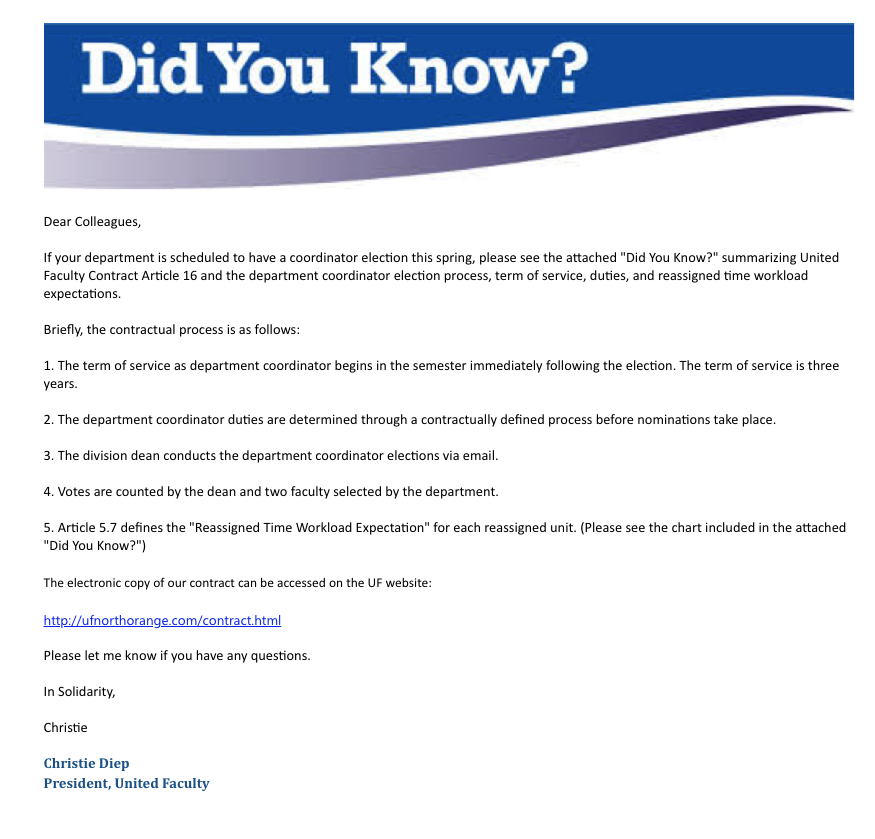 Did You Know?
Dear Colleagues,
If your department is scheduled to have a coordinator election this spring, please see the attached "Did You Know?" summarizing United
Faculty Contract Article 16 and the department coordinator election process, term of service, duties, and reassigned time workload
expectations.
Briefly, the contractual process is as follows:
1. The term of service as department coordinator begins in the semester immediately following the election. The term of service is three
years.
2. The department coordinator duties are determined through a contractually defined process before nominations take place.
3. The division dean conducts the department coordinator elections via email.
4. Votes are counted by the dean and two faculty selected by the department.
5. Article 5.7 defines the "Reassigned Time Workload Expectation" for each reassigned unit. (Please see the chart included in the attached
"Did You Know?")
The electronic copy of our contract can be accessed on the UF website:
http://ufnorthorange.com/contract.html
Please let me know if you have any questions.
In Solidarity,
Christie
Christie Diep
President, United Faculty